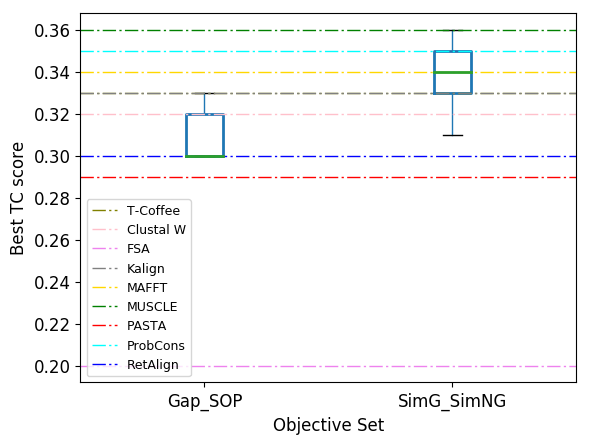 0.36
0.34
0.32
0.30
0.28
0.26
0.24
0.22
0.20
Best TC score
T-Coffee
Clustal W
FSA
Kalign
MAFFT
MUSCLE
PASTA
ProbCons
RetAlign
Gap_SOP
SimG_SimNG
Objective Set